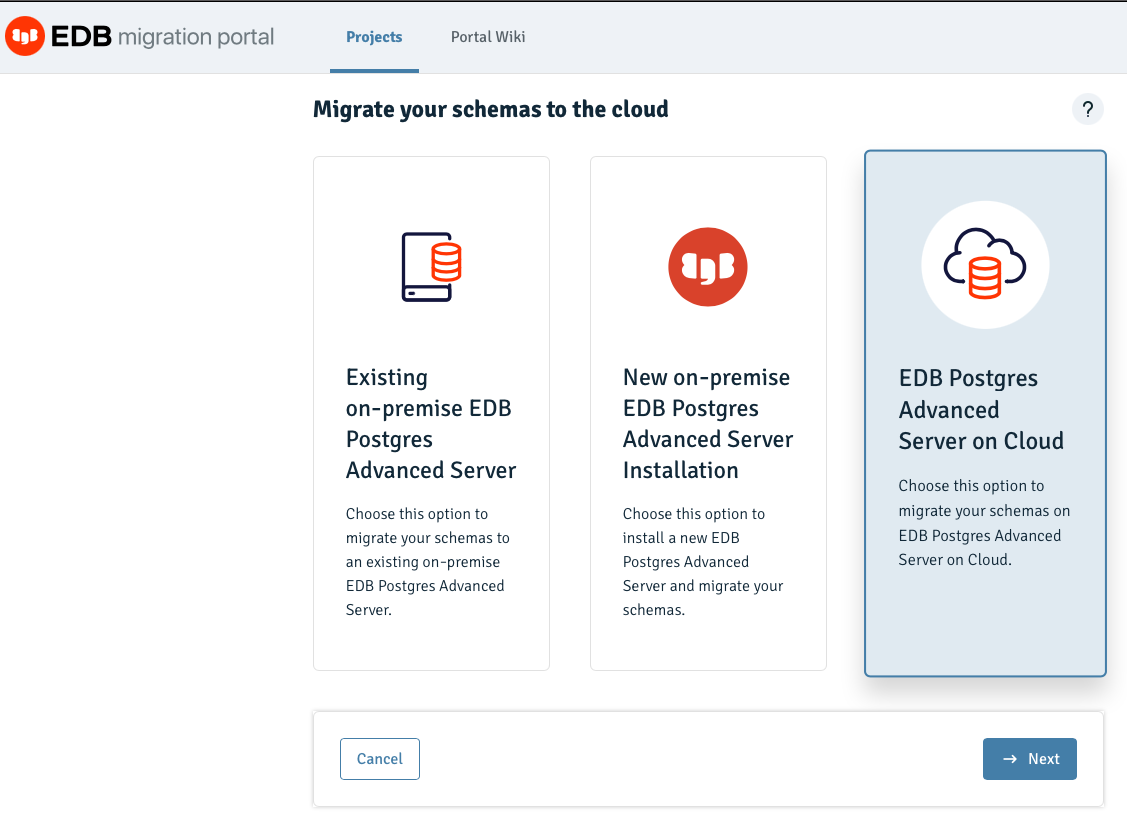 EDB migration portal
Projects
Portal Wiki
Migrate your schemas to the cloud
?
Existing
on-premise EDB
Postgres
Advanced Server
Choose this option to
migrate your schemas to
an existing on-premise
EDB Postgres Advanced
Server.
New on-premise
EDB Postgres
Advanced Server
Installation
Choose this option to
install a new EDB
Postgres Advanced
Server and migrate your
schemas.
EDB Postgres
Advanced
Server on Cloud
Choose this option to
migrate your schemas on
EDB Postgres Advanced
Server on Cloud.
Cancel
Next